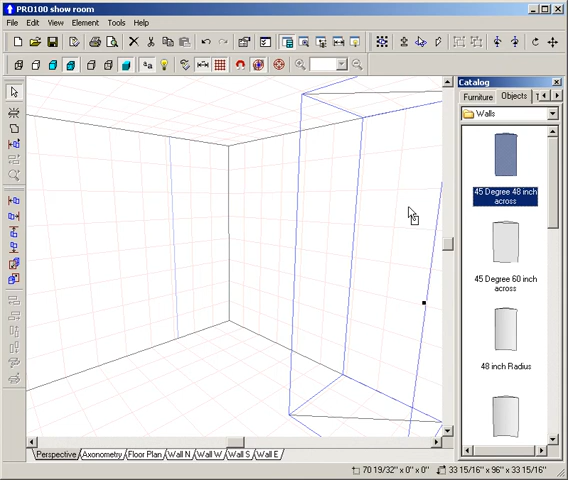 PRO100 show room
File Edit View Element Tools Help
a a
Catalog
Furniture Objects
Walls
45 Degree 48 inch
across
45 Degree 60 inch
across
48 inch Radius
Perspective Axonometry Floor Plan Wall N Wall W Wall S Wall E
70 19/32" x 0" x 0" 33 15/16" x 96" x 33 15/16"